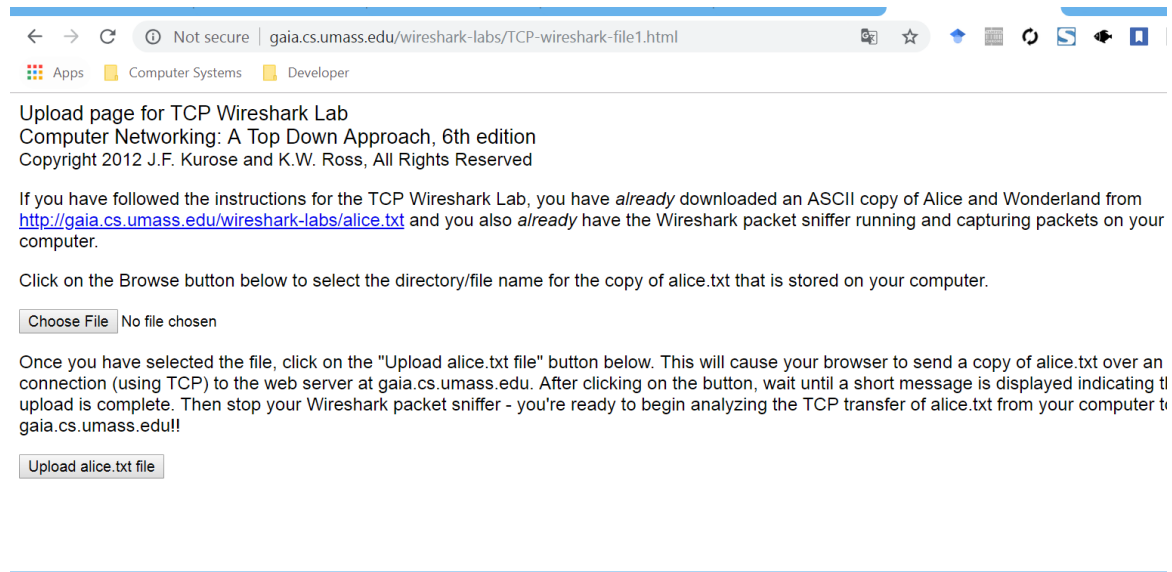 Not secure | gaia.cs.umass.edu/wireshark-labs/TCP-wireshark-file1.html
Apps Computer Systems Developer
Upload page for TCP Wireshark Lab
Computer Networking: A Top Down Approach, 6th edition
Copyright 2012 J.F. Kurose and K.W. Ross, All Rights Reserved
If you have followed the instructions for the TCP Wireshark Lab, you have already downloaded an ASCII copy of Alice and Wonderland from
http://gaia.cs.umass.edu/wireshark-labs/alice.txt and you also already have the Wireshark packet sniffer running and capturing packets on your
computer.
Click on the Browse button below to select the directory/file name for the copy of alice.txt that is stored on your computer.
Choose File No file chosen
Once you have selected the file, click on the "Upload alice.txt file" button below. This will cause your browser to send a copy of alice.txt over an
connection (using TCP) to the web server at gaia.cs.umass.edu. After clicking on the button, wait until a short message is displayed indicating
upload is complete. Then stop your Wireshark packet sniffer - you're ready to begin analyzing the TCP transfer of alice.txt from your computer
gaia.cs.umass.edu!!
Upload alice.txt file